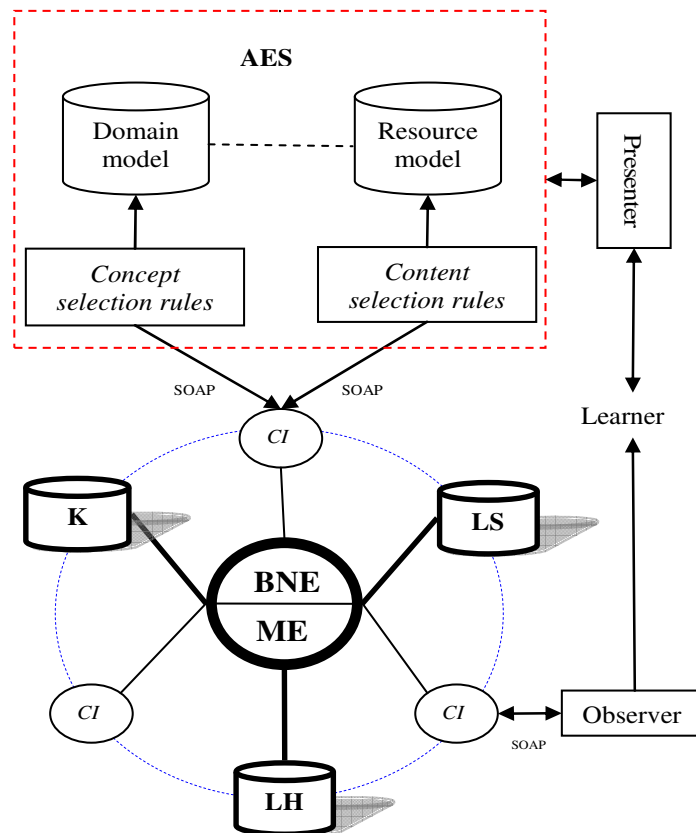 AES
Domain
model
Resource
model
Presenter
Concept
selection rules
Content
selection rules
SOAP
SOAP
CI
Learner
K
LS
BNE
ME
CI
CI
SOAP
Observer
LH